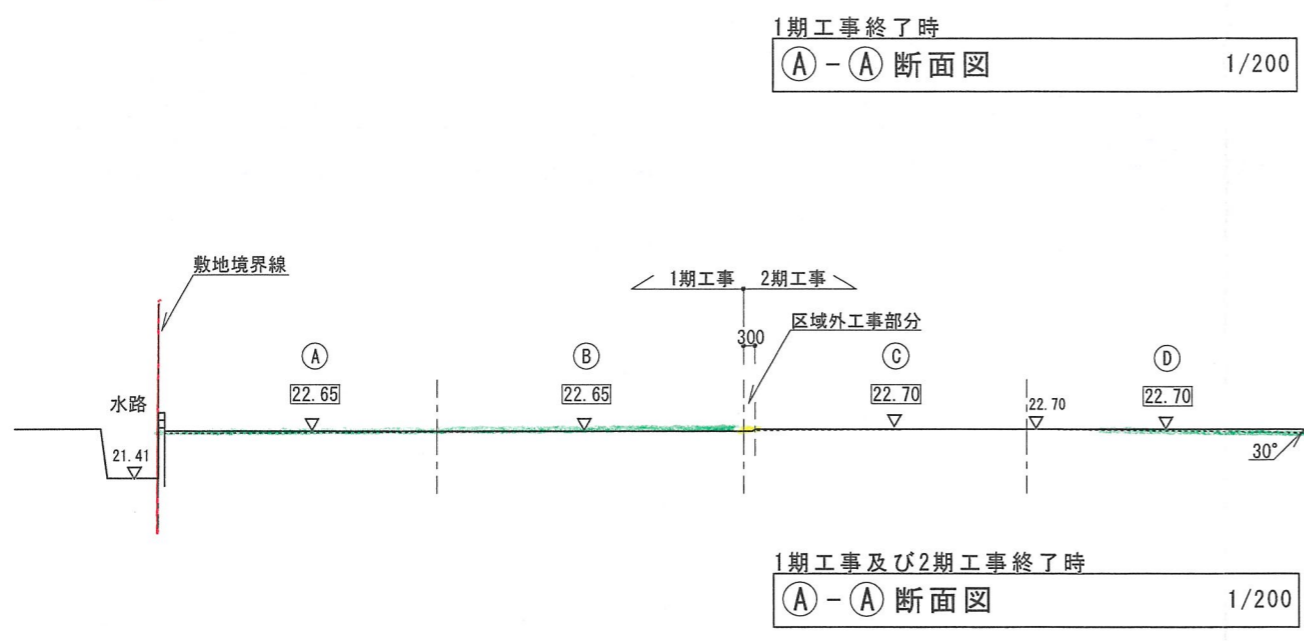 1期工事終了時
Ⓐ-Ⓐ断面図 1/200
敷地境界線
1期工事 2期工事
区域外工事部分
300
Ⓐ Ⓑ Ⓒ Ⓓ
22.65 22.65 22.70 22.70
水路
22.70
21.41
30°
1期工事及び2期工事終了時
Ⓐ-Ⓐ断面図 1/200